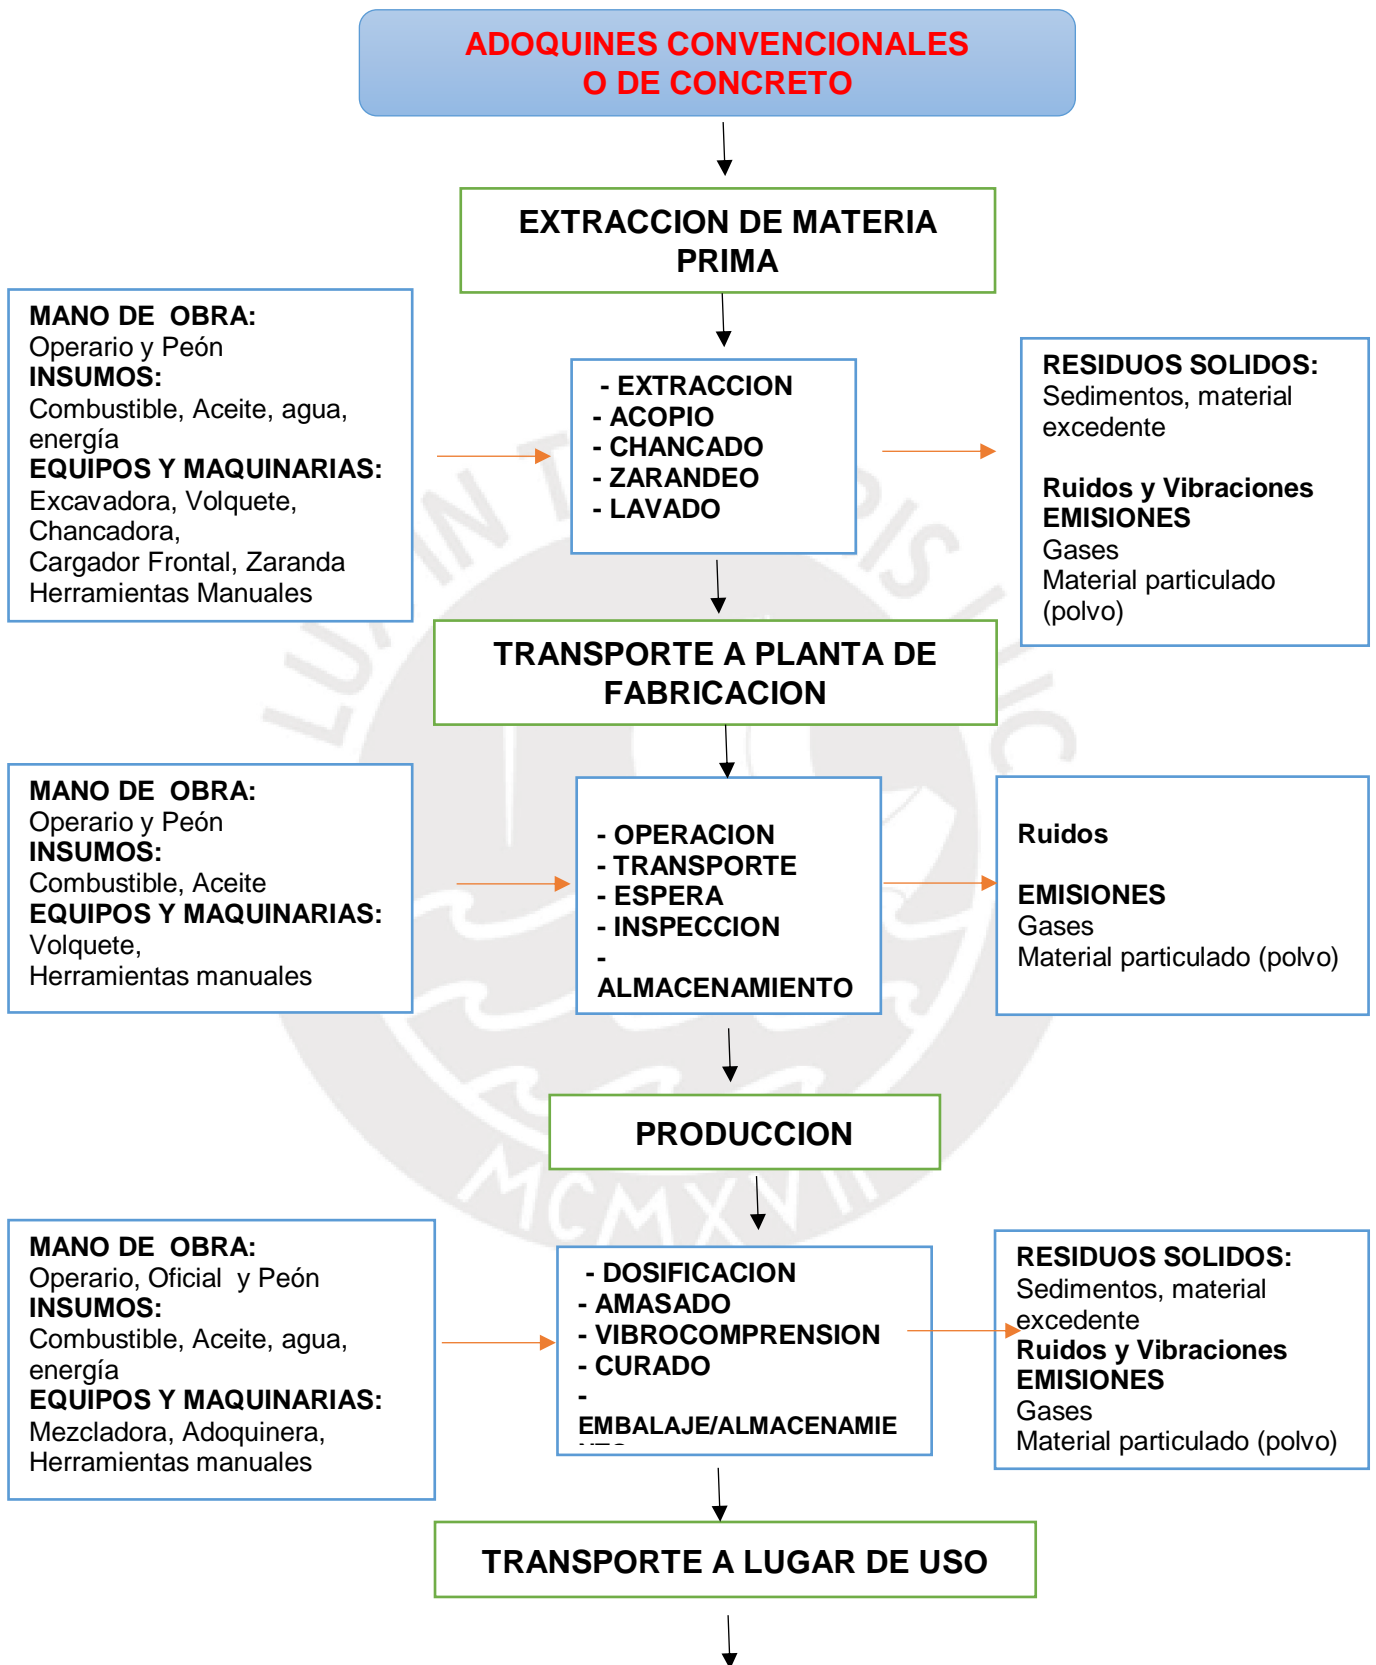 ADOQUINES CONVENCIONALES
O DE CONCRETO
EXTRACCION DE MATERIA
PRIMA
MANO DE OBRA:
Operario y Peón
INSUMOS:
Combustible, Aceite, agua,
energía
EQUIPOS Y MAQUINARIAS:
Excavadora, Volquete,
Chancadora,
Cargador Frontal, Zaranda
Herramientas Manuales
- EXTRACCION
- ACOPIO
- CHANCADO
- ZARANDEO
- LAVADO
RESIDUOS SOLIDOS:
Sedimentos, material
excedente
Ruidos y Vibraciones
EMISIONES
Gases
Material particulado
(polvo)
TRANSPORTE A PLANTA DE
FABRICACION
MANO DE OBRA:
Operario y Peón
INSUMOS:
Combustible, Aceite
EQUIPOS Y MAQUINARIAS:
Volquete,
Herramientas manuales
- OPERACION
- TRANSPORTE
- ESPERA
- INSPECCION
-
ALMACENAMIENTO
Ruidos
EMISIONES
Gases
Material particulado (polvo)
PRODUCCION
MCMXVII
MANO DE OBRA:
Operario, Oficial y Peón
INSUMOS:
Combustible, Aceite, agua,
energía
EQUIPOS Y MAQUINARIAS:
Mezcladora, Adoquinera,
Herramientas manuales
- DOSIFICACION
- AMASADO
- VIBROCOMPRENSION
- CURADO
-
EMBALAJE/ALMACENAMIE
RESIDUOS SOLIDOS:
Sedimentos, material
excedente
Ruidos y Vibraciones
EMISIONES
Gases
Material particulado (polvo)
TRANSPORTE A LUGAR DE USO